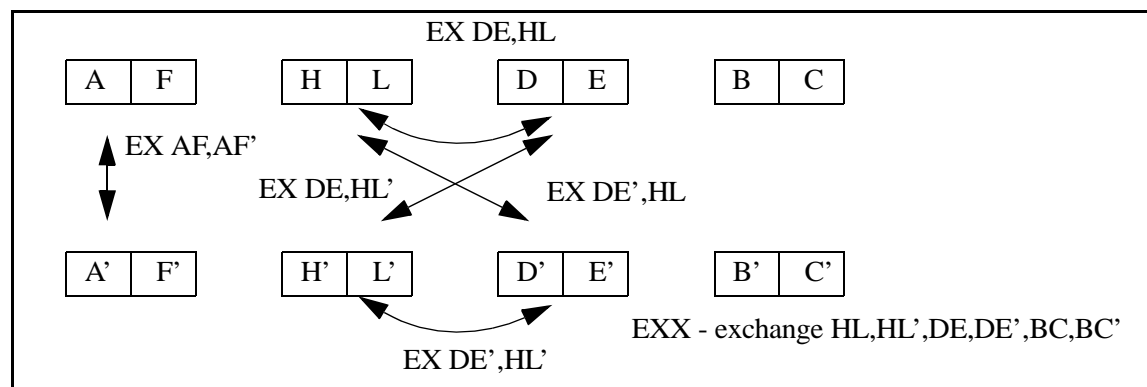 EX DE,HL
A F H L D E B C
EX AF,AF’
EX DE,HL’ EX DE’,HL
A’ F’ H’ L’ D’ E’ B’ C’
EXX - exchange HL,HL’,DE,DE’,BC,BC’
EX DE’,HL’